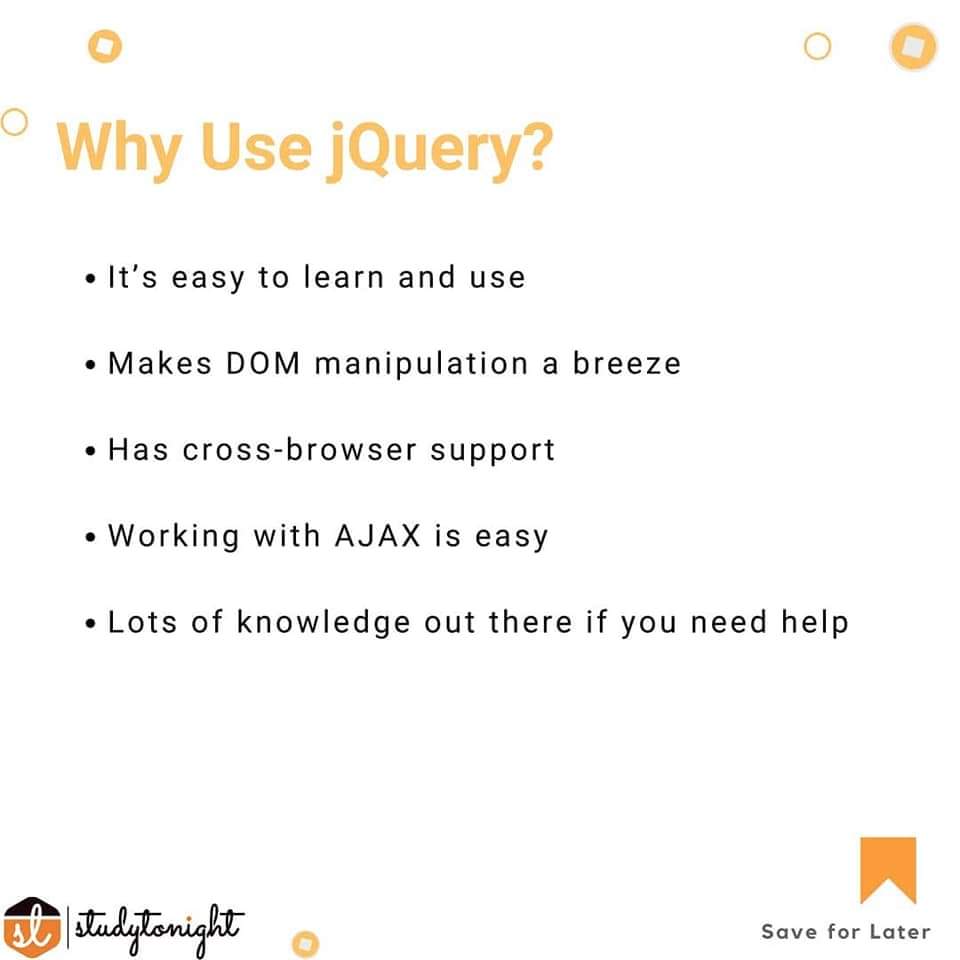 Why Use jQuery?
• It’s easy to learn and use
• Makes DOM manipulation a breeze
• Has cross-browser support
• Working with AJAX is easy
• Lots of knowledge out there if you need help
st
studytonight
Save for Later